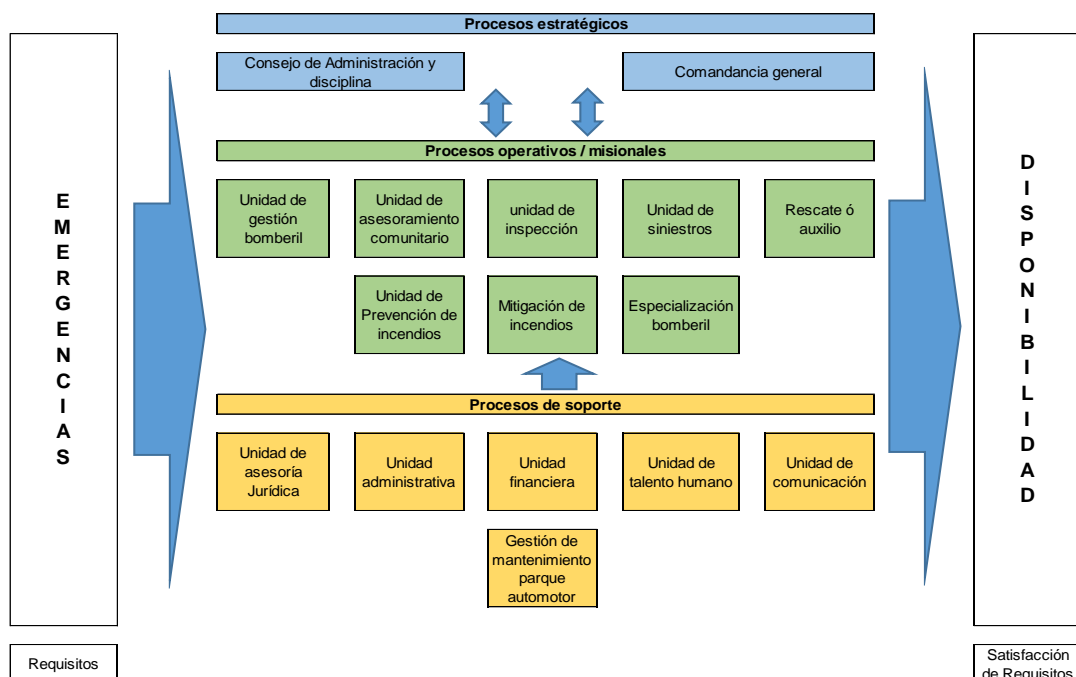 Procesos estratégicos
Consejo de Administración y
disciplina
Comandancia general
Procesos operativos / misionales
Unidad de
gestión
bomberil
Unidad de
asesoramiento
comunitario
unidad de
inspección
Unidad de
siniestros
Rescate ó
auxilio
Unidad de
Prevención de
incendios
Mitigación de
incendios
Especialización
bomberil
Procesos de soporte
Unidad de
asesoría
Jurídica
Unidad
administrativa
Unidad
financiera
Unidad de
talento humano
Unidad de
comunicación
Gestión de
mantenimiento
parque
automotor
E
M
E
R
G
E
N
C
I
A
S
D
I
S
P
O
N
I
B
I
L
I
D
A
D
Requisitos
Satisfacción
de Requisitos